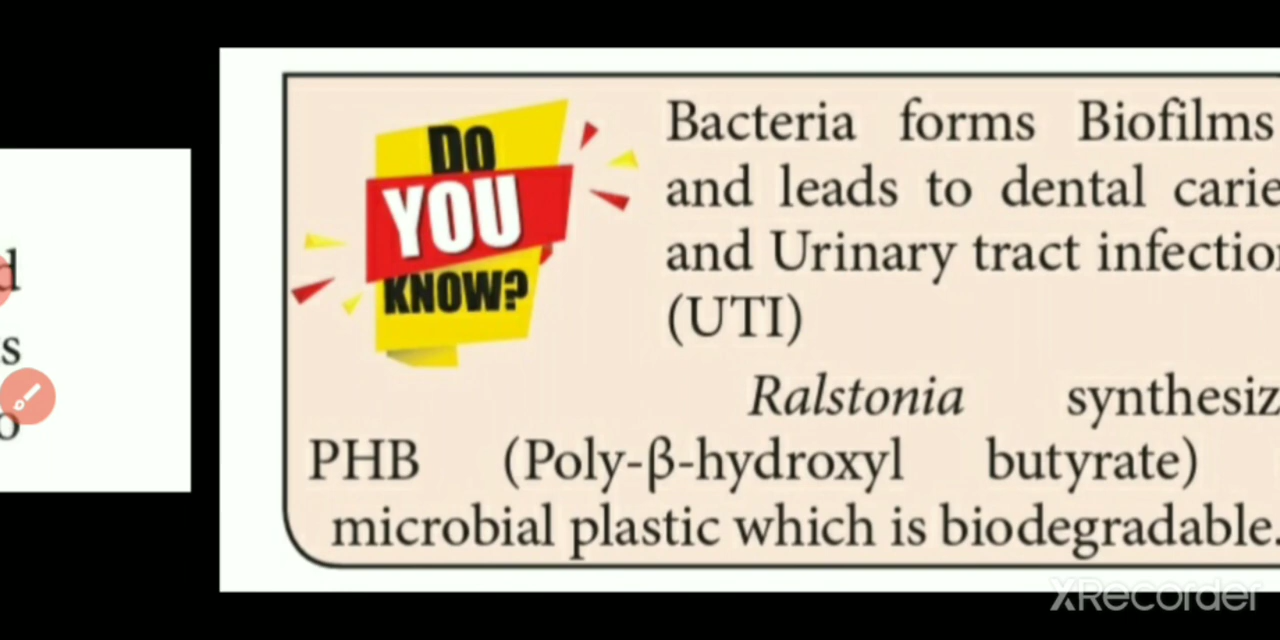 d
s
o
DO
YOU
KNOW?
Bacteria forms Biofilms
and leads to dental carie
and Urinary tract infectio
(UTI)
Ralstonia synthesiz
PHB (Poly-β-hydroxyl butyrate)
microbial plastic which is biodegradable.
XRecorder